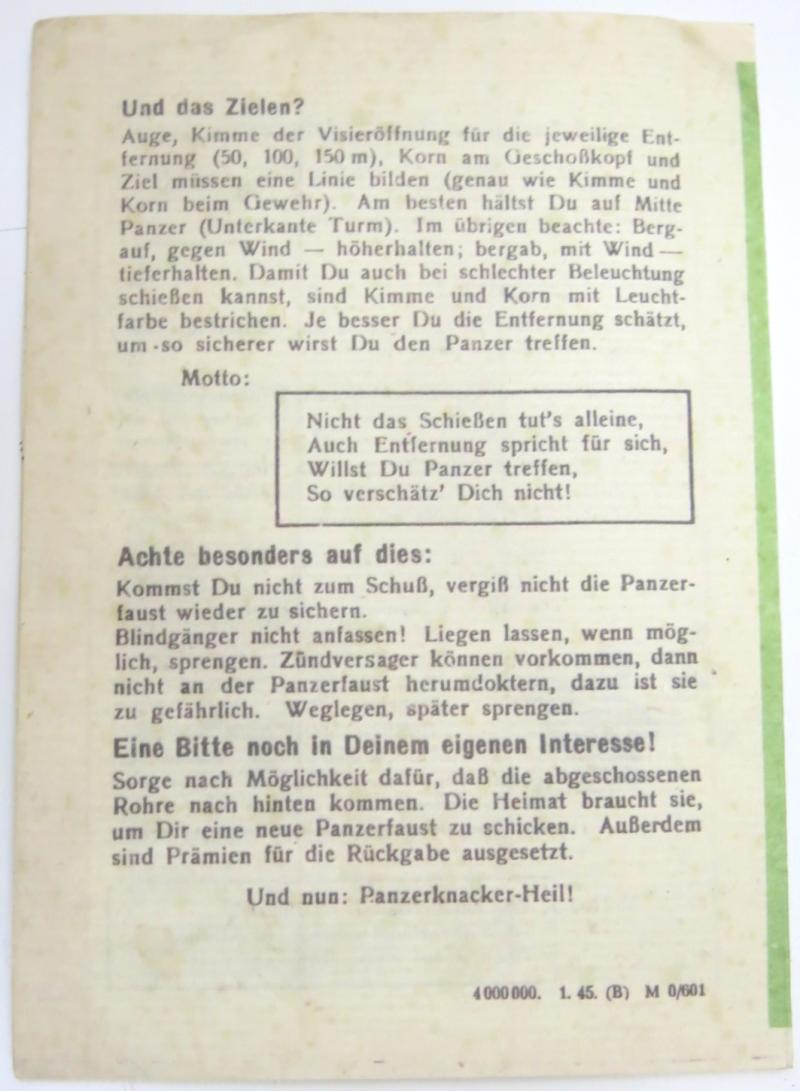 Und das Zielen?
Auge, Kimme der Visieröffnung für die jeweilige Ent-
fernung (50, 100, 150 m), Korn am Geschoßkopf und
Ziel müssen eine Linie bilden (genau wie Kimme und
Korn beim Gewehr). Am besten hältst Du auf Mitte
Panzer (Unterkante Turm). Im übrigen beachte: Berg-
auf, gegen Wind — höherhalten; bergab, mit Wind —
tieferhalten. Damit Du auch bei schlechter Beleuchtung
schießen kannst, sind Kimme und Korn mit Leucht-
farbe bestrichen. Je besser Du die Entfernung schätzt,
um so sicherer wirst Du den Panzer treffen.
Motto:
Nicht das Schießen tut's alleine,
Auch Entfernung spricht für sich,
Willst Du Panzer treffen,
So verschätz' Dich nicht!
Achte besonders auf dies:
Kommst Du nicht zum Schuß, vergiß nicht die Panzer-
faust wieder zu sichern.
Blindgänger nicht anfassen! Liegen lassen, wenn mög-
lich, sprengen. Zündversager können vorkommen, dann
nicht an der Panzerfaust herumdoktern, dazu ist sie
zu gefährlich. Weglegen, später sprengen.
Eine Bitte noch in Deinem eigenen Interesse!
Sorge nach Möglichkeit dafür, daß die abgeschossenen
Rohre nach hinten kommen. Die Heimat braucht sie,
um Dir eine neue Panzerfaust zu schicken. Außerdem
sind Prämien für die Rückgabe ausgesetzt.
Und nun: Panzerknacker-Heil!
4000000. 1. 45. (B) M 0/601